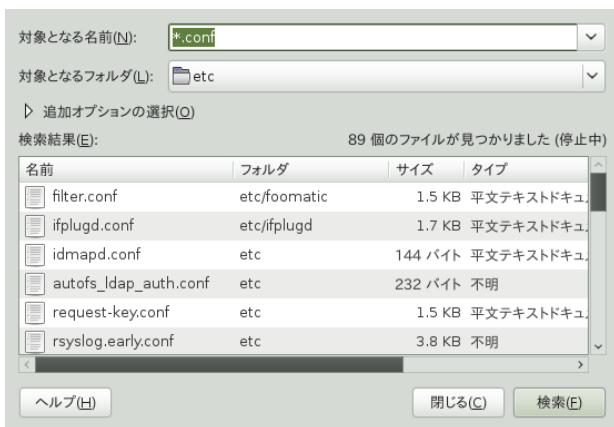 対象となる名前(N): *.conf
対象となるフォルダ(L): etc
追加オプションの選択(O)
検索結果(E): 89 個のファイルが見つかりました (停止中)
名前 フォルダ サイズ タイプ
filter.conf etc/foomatic 1.5 KB 平文テキストドキュ
ifplugd.conf etc/ifplugd 1.7 KB 平文テキストドキュ
idmapd.conf etc 144 バイト 平文テキストドキュ
autofs_ldap_auth.conf etc 232 バイト 不明
request-key.conf etc 1.5 KB 平文テキストドキュ
rsyslog.early.conf etc 3.8 KB 不明
ヘルプ(H) 閉じる(C) 検索(F)